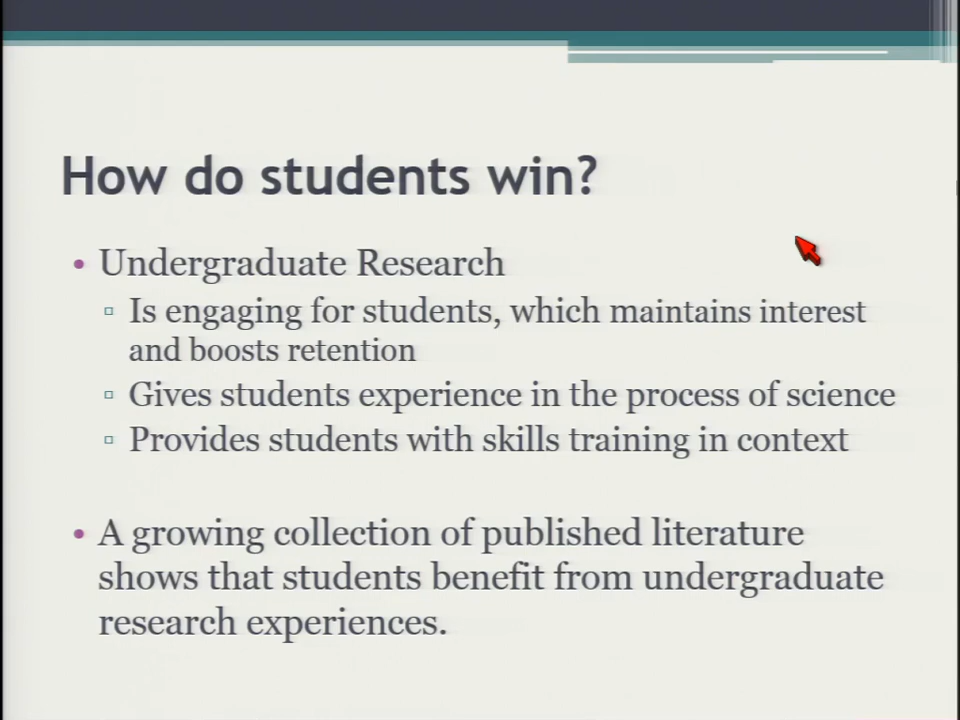 How do students win?
• Undergraduate Research
▫ Is engaging for students, which maintains interest
and boosts retention
▫ Gives students experience in the process of science
▫ Provides students with skills training in context
• A growing collection of published literature
shows that students benefit from undergraduate
research experiences.